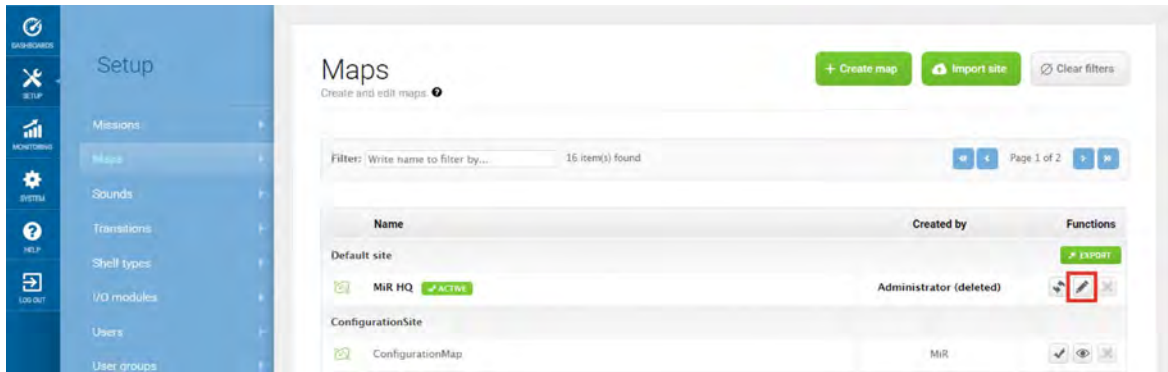 DASHBOARDS
SETUP
MONITORING
SYSTEM
HELP
LOG OUT
Setup
Missions
Maps
Sounds
Transitions
Shell types
I/O modules
Users
User groups
Maps
Create and edit maps.
+ Create map
Import site
Clear filters
Filter: Write name to filter by... 16 item(s) found
Page 1 of 2
Name Created by Functions
Default site EXPORT
MiR HQ ACTIVE Administrator (deleted)
ConfigurationSite
ConfigurationMap MiR